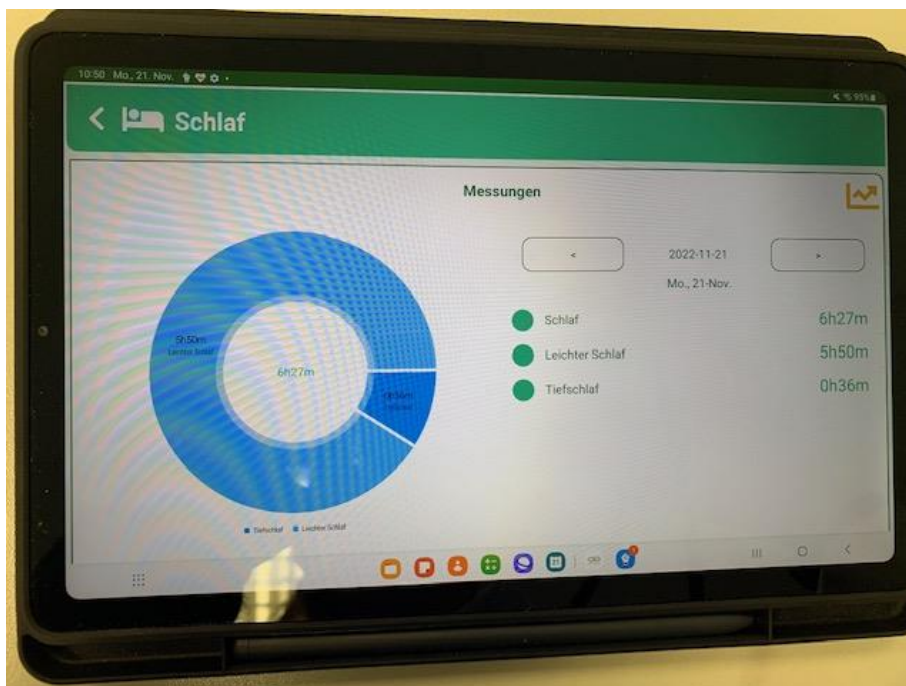 10:50 Mo., 21. Nov.
95%
Schlaf
Messungen
<
2022-11-21
>
Mo., 21-Nov.
Schlaf 6h27m
Leichter Schlaf 5h50m
Tiefschlaf 0h36m
5h50m
Leichter Schlaf
6h27m
0h36m
Tiefschlaf Leichter Schlaf